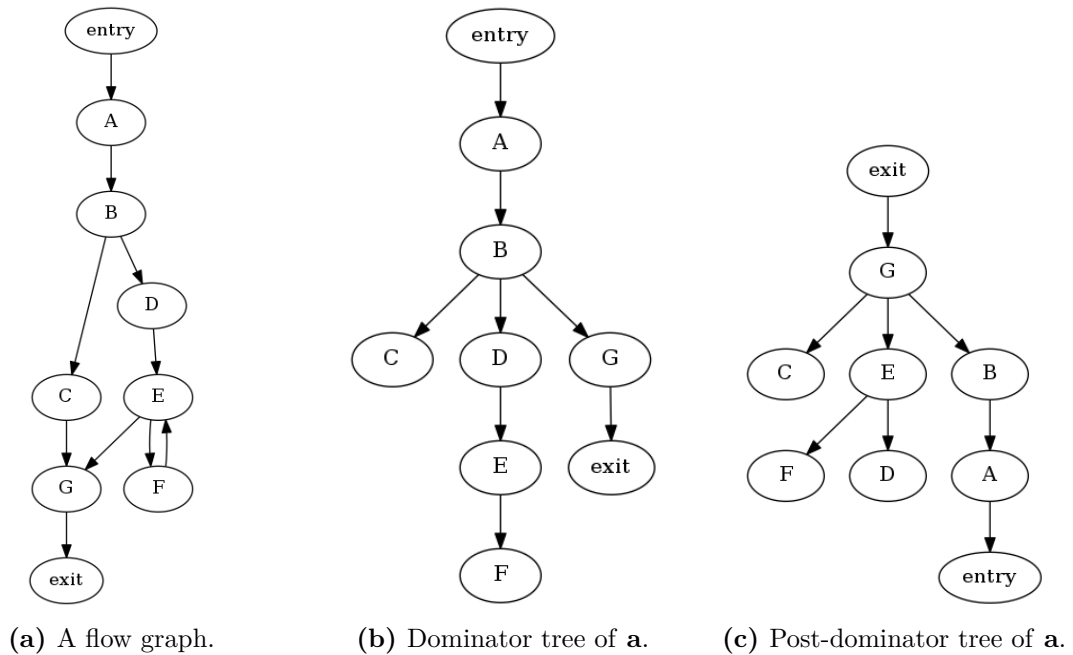 entry
A
B
D
C
E
G
F
exit
(a) A flow graph.
entry
A
B
C
D
G
E
exit
F
(b) Dominator tree of a.
exit
G
C
E
B
F
D
A
entry
(c) Post-dominator tree of a.